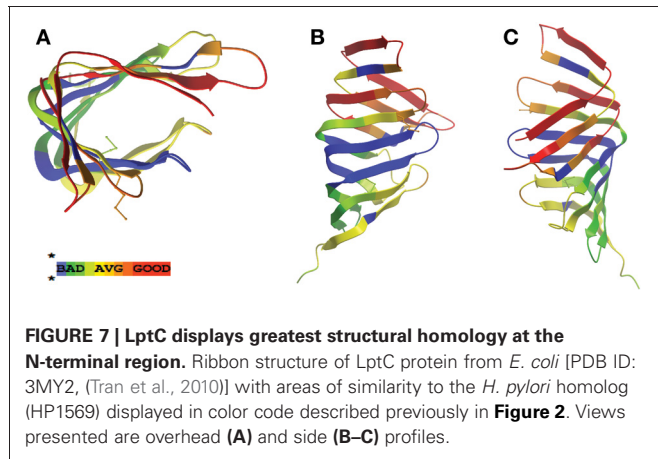 A
B
C
BAD AVG GOOD
FIGURE 7 | LptC displays greatest structural homology at the
N-terminal region. Ribbon structure of LptC protein from E. coli [PDB ID:
3MY2, (Tran et al., 2010)] with areas of similarity to the H. pylori homolog
(HP1569) displayed in color code described previously in Figure 2. Views
presented are overhead (A) and side (B–C) profiles.